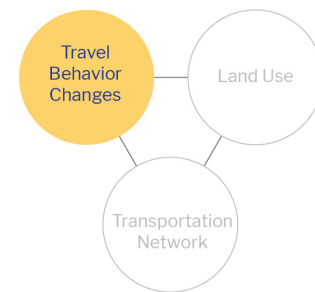 Travel
Behavior
Changes
Land Use
Transportation
Network